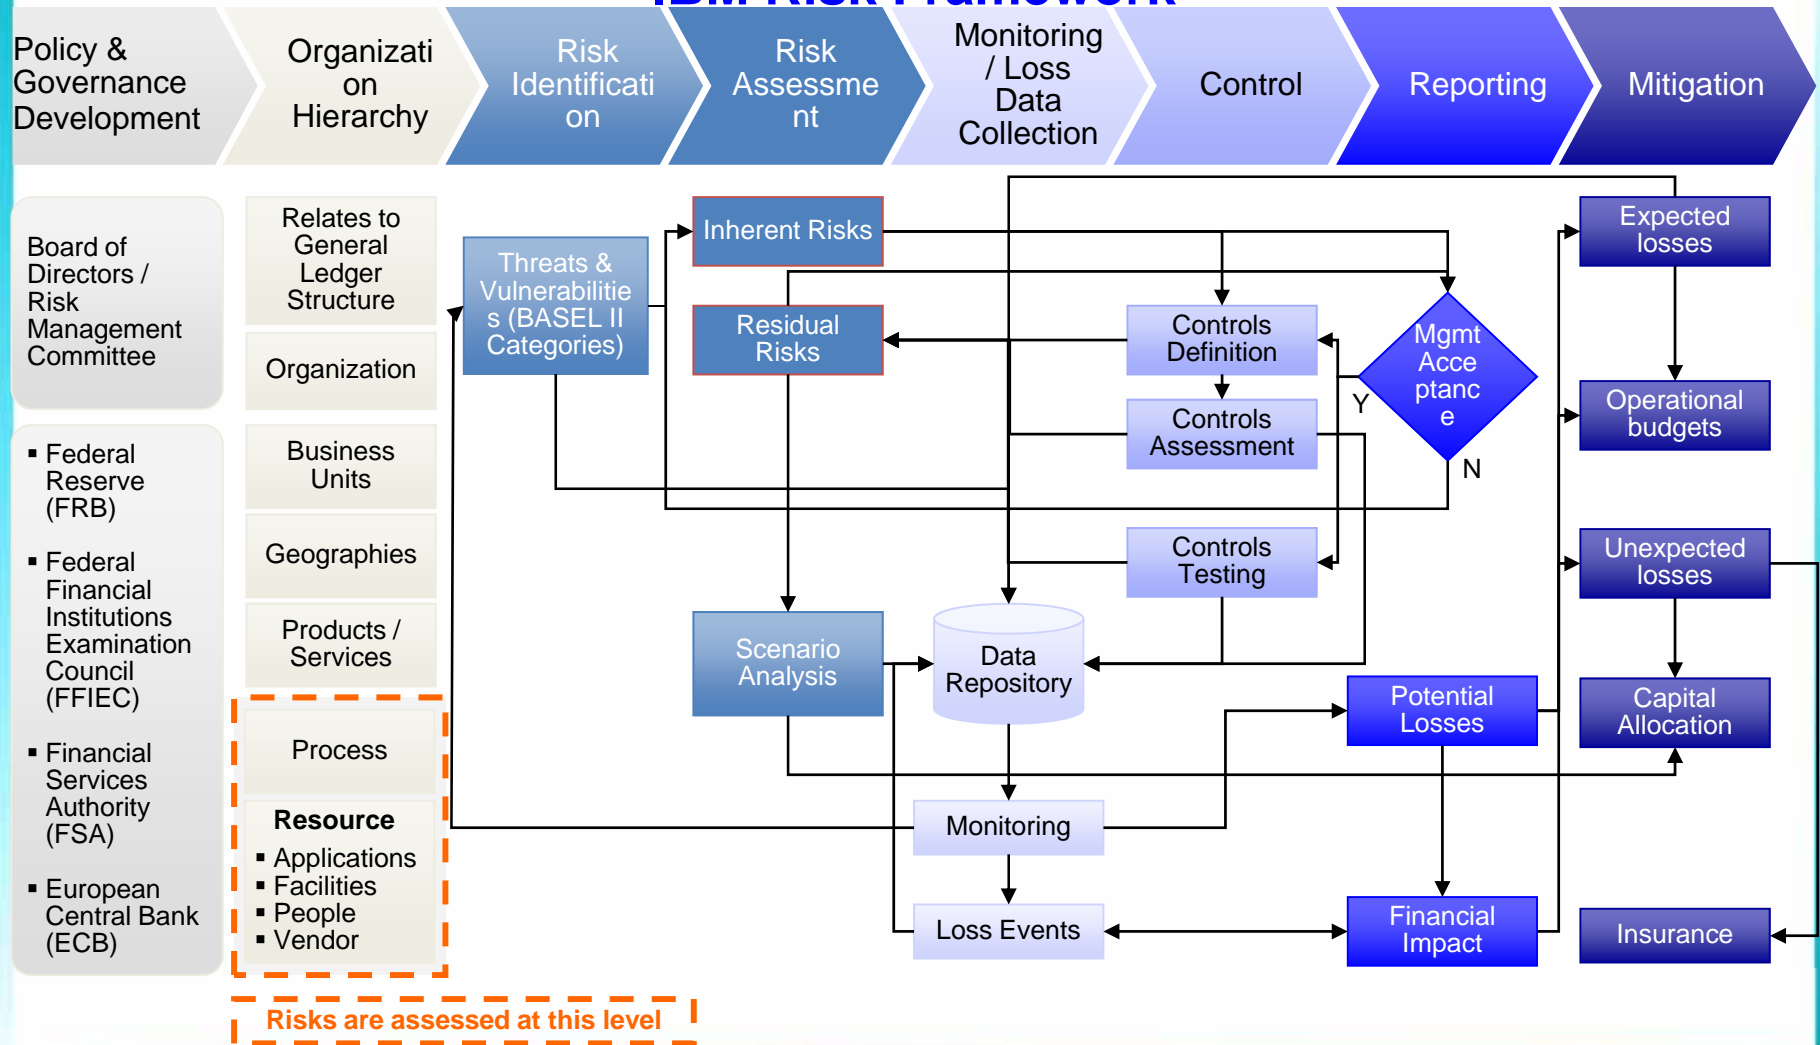 IBM Risk Framework
Policy &
Governance
Development
Organizati
on
Hierarchy
Risk
Identificati
on
Risk
Assessme
nt
Monitoring
/ Loss
Data
Collection
Control
Reporting
Mitigation
Board of
Directors /
Risk
Management
Committee
▪ Federal
Reserve
(FRB)
▪ Federal
Financial
Institutions
Examination
Council
(FFIEC)
▪ Financial
Services
Authority
(FSA)
▪ European
Central Bank
(ECB)
Relates to
General
Ledger
Structure
Organization
Business
Units
Geographies
Products /
Services
Process
Resource
▪ Applications
▪ Facilities
▪ People
▪ Vendor
Risks are assessed at this level
Threats &
Vulnerabilitie
s (BASEL II
Categories)
Inherent Risks
Residual
Risks
Scenario
Analysis
Data
Repository
Monitoring
Loss Events
Controls
Definition
Controls
Assessment
Controls
Testing
Mgmt
Acce
ptanc
e
Y
N
Potential
Losses
Financial
Impact
Expected
losses
Operational
budgets
Unexpected
losses
Capital
Allocation
Insurance